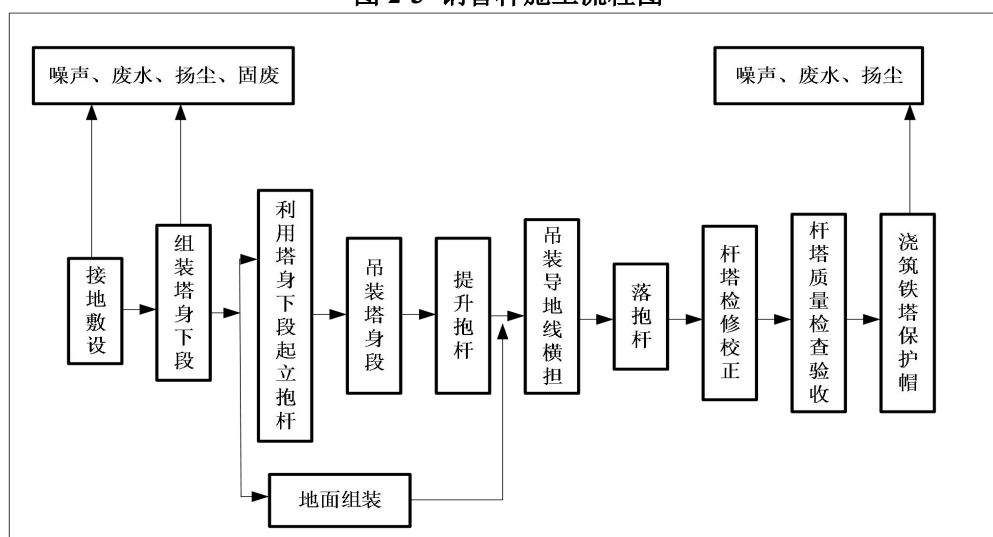 噪声、废水、扬尘、固废
噪声、废水、扬尘
接地敷设
组装塔身下段
利用塔身下段起立抱杆
吊装塔身段
提升抱杆
吊装导地线横担
落抱杆
杆塔检修校正
杆塔质量检查验收
浇筑铁塔保护帽
地面组装